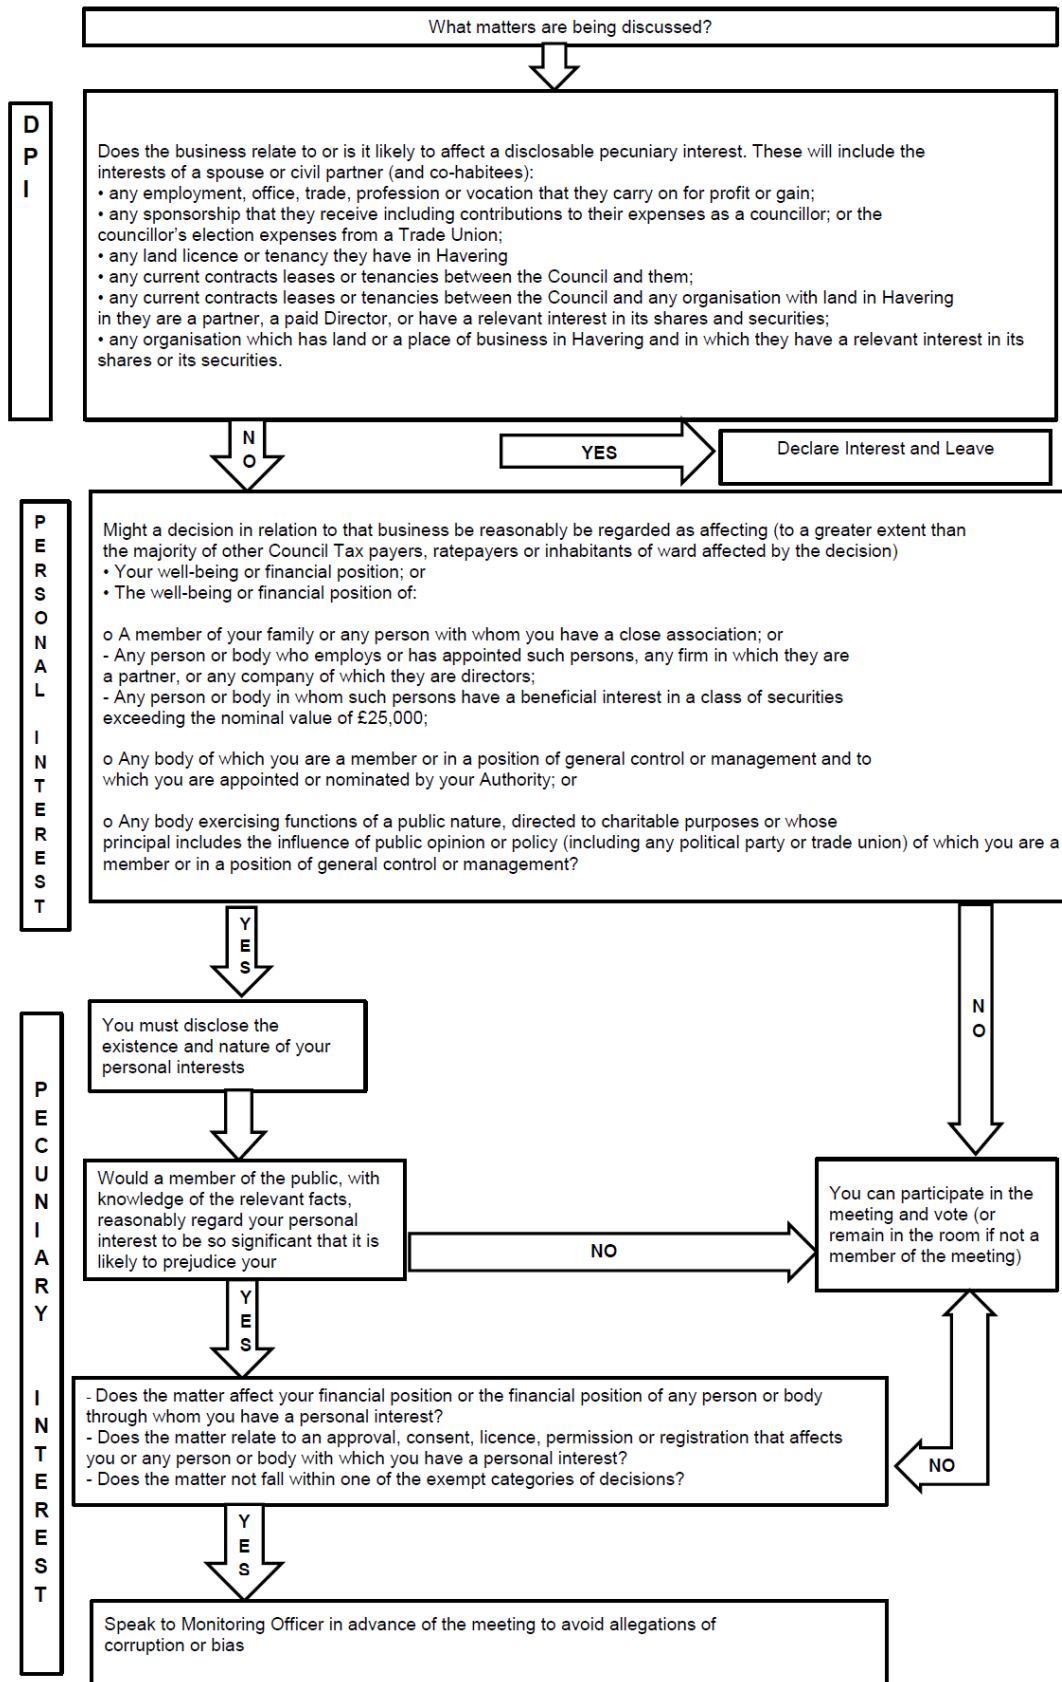 What matters are being discussed?
D
P
I
Does the business relate to or is it likely to affect a disclosable pecuniary interest. These will include the
interests of a spouse or civil partner (and co-habitees):
• any employment, office, trade, profession or vocation that they carry on for profit or gain;
• any sponsorship that they receive including contributions to their expenses as a councillor; or the
councillor's election expenses from a Trade Union;
• any land licence or tenancy they have in Havering
• any current contracts leases or tenancies between the Council and them;
• any current contracts leases or tenancies between the Council and any organisation with land in Havering
in they are a partner, a paid Director, or have a relevant interest in its shares and securities;
• any organisation which has land or a place of business in Havering and in which they have a relevant interest in its
shares or its securities.
N
O
YES
Declare Interest and Leave
P
E
R
S
O
N
A
L
I
N
T
E
R
E
S
T
Might a decision in relation to that business be reasonably be regarded as affecting (to a greater extent than
the majority of other Council Tax payers, ratepayers or inhabitants of ward affected by the decision)
• Your well-being or financial position; or
• The well-being or financial position of:
o A member of your family or any person with whom you have a close association; or
- Any person or body who employs or has appointed such persons, any firm in which they are
a partner, or any company of which they are directors;
- Any person or body in whom such persons have a beneficial interest in a class of securities
exceeding the nominal value of £25,000;
o Any body of which you are a member or in a position of general control or management and to
which you are appointed or nominated by your Authority; or
o Any body exercising functions of a public nature, directed to charitable purposes or whose
principal includes the influence of public opinion or policy (including any political party or trade union) of which you are a
member or in a position of general control or management?
Y
E
S
N
O
P
E
C
U
N
I
A
R
Y
I
N
T
E
R
E
S
T
You must disclose the
existence and nature of your
personal interests
Would a member of the public, with
knowledge of the relevant facts,
reasonably regard your personal
interest to be so significant that it is
likely to prejudice your
NO
You can participate in the
meeting and vote (or
remain in the room if not a
member of the meeting)
Y
E
S
- Does the matter affect your financial position or the financial position of any person or body
through whom you have a personal interest?
- Does the matter relate to an approval, consent, licence, permission or registration that affects
you or any person or body with which you have a personal interest?
- Does the matter not fall within one of the exempt categories of decisions?
NO
Y
E
S
Speak to Monitoring Officer in advance of the meeting to avoid allegations of
corruption or bias